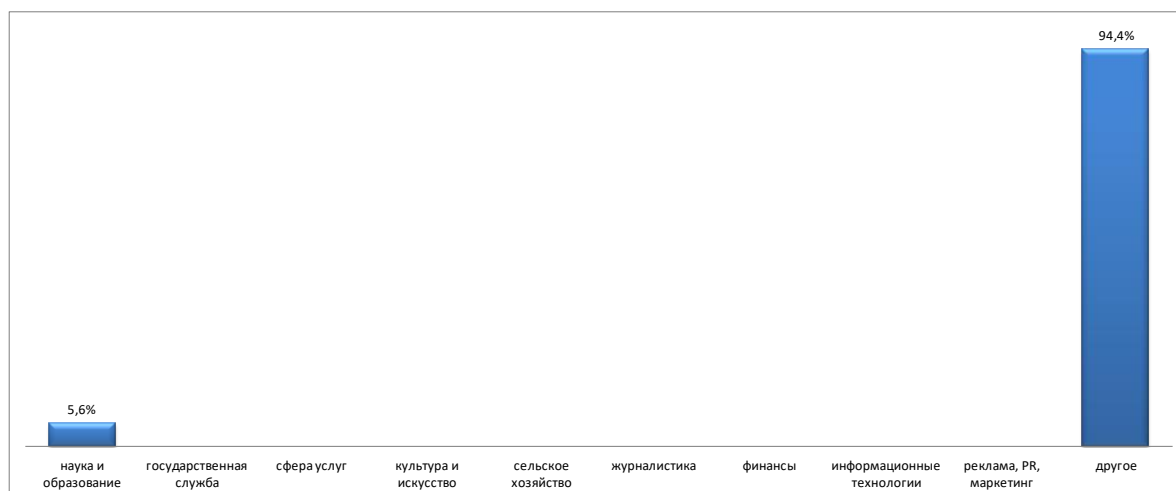 94,4%
5,6%
наука и
образование
государственная
служба
сфера услуг
культура и
искусство
сельское
хозяйство
журналистика
финансы
информационные
технологии
реклама, PR,
маркетинг
другое